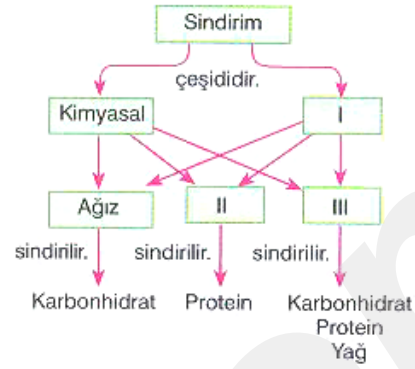 Sindirim
çeşididir.
Kimyasal
I
Ağız
II
III
sindirilir.
sindirilir.
sindirilir.
Karbonhidrat
Protein
Karbonhidrat
Protein
Yağ